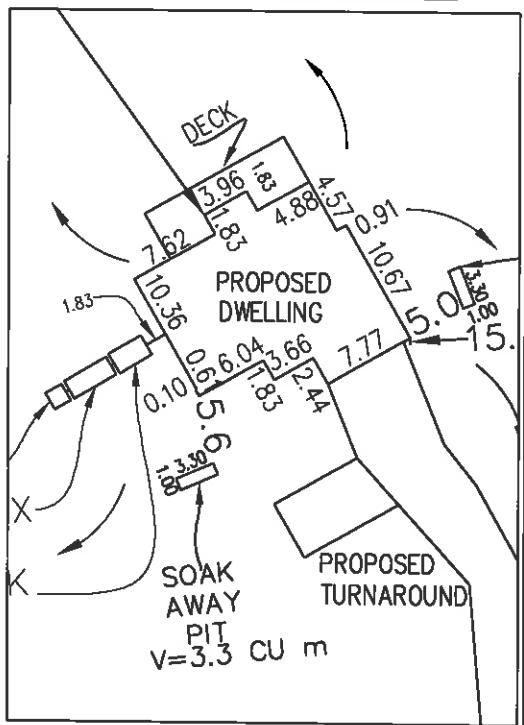 DECK
3.96
1.83
4.88
4.57
0.91
1.83
7.62
10.36
10.67
PROPOSED
DWELLING
1.83
3.30
1.80
5.0
15.
0.6
6.04
3.66
7.77
1.83
2.44
0.10
5.6
3.30
1.00
X
K
SOAK
AWAY
PIT
V=3.3 CU m
PROPOSED
TURNAROUND